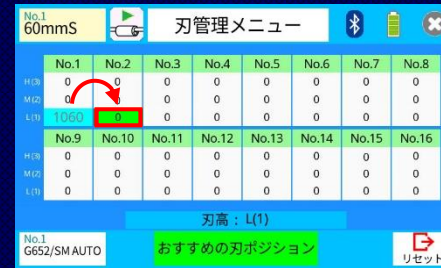 No.1
60mmS
刃管理メニュー
No.1 No.2 No.3 No.4 No.5 No.6 No.7 No.8
H(3) 0 0 0 0 0 0 0 0
M(2) 0 0 0 0 0 0 0 0
L(1) 1060 0 0 0 0 0 0 0
No.9 No.10 No.11 No.12 No.13 No.14 No.15 No.16
H(3) 0 0 0 0 0 0 0 0
M(2) 0 0 0 0 0 0 0 0
L(1) 0 0 0 0 0 0 0 0
刃高：L(1)
No.1
G652/SM AUTO
おすすめの刃ポジション
リセット